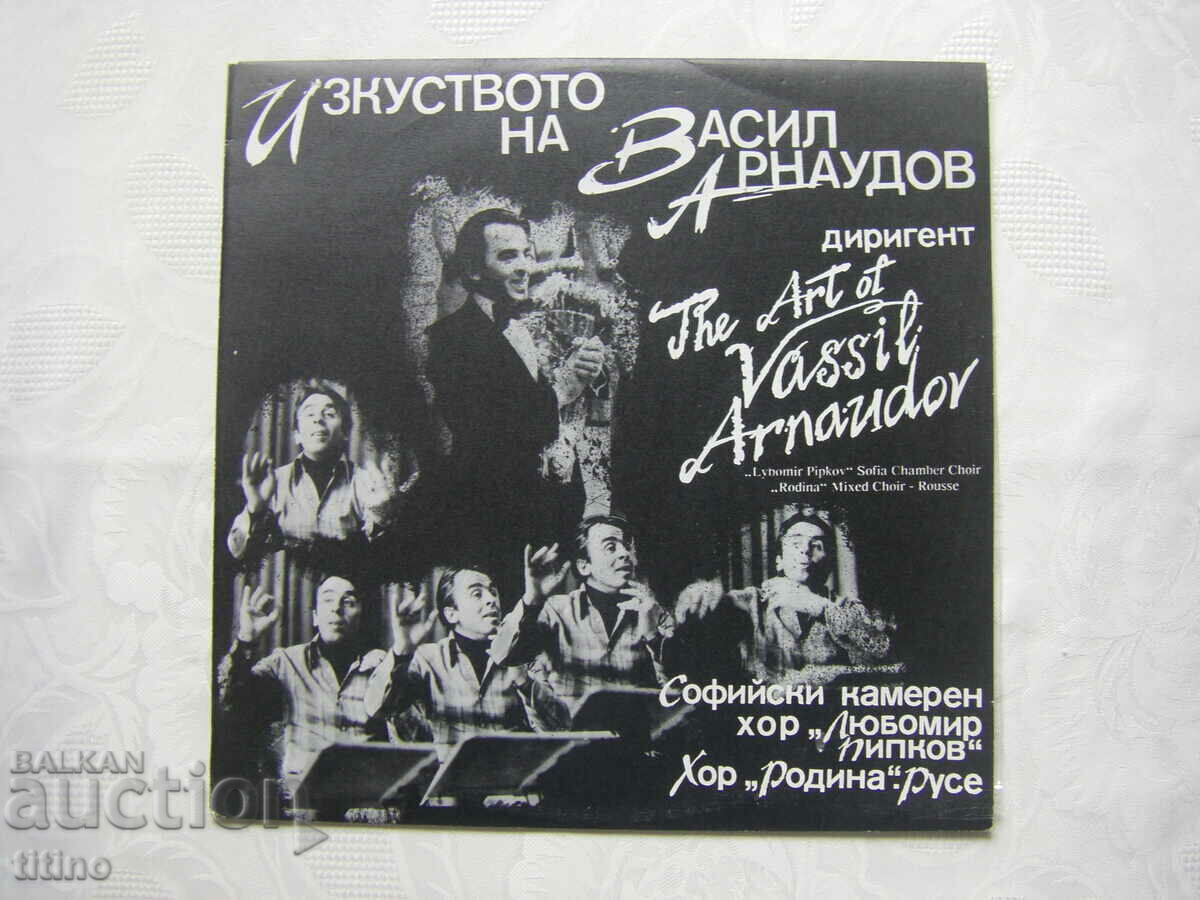 ИЗКУСТВОТО
НА ВАСИЛ
АРНАУДОВ
диригент
The Art of
Vassil
Arnaudov
„Lybomir Pipkov“ Sofia Chamber Choir
„Rodina“ Mixed Choir - Rousse
Софийски камерен
хор „Любомир
Пипков“
Хор „Родина“.Русе
BALKAN
auction
titino